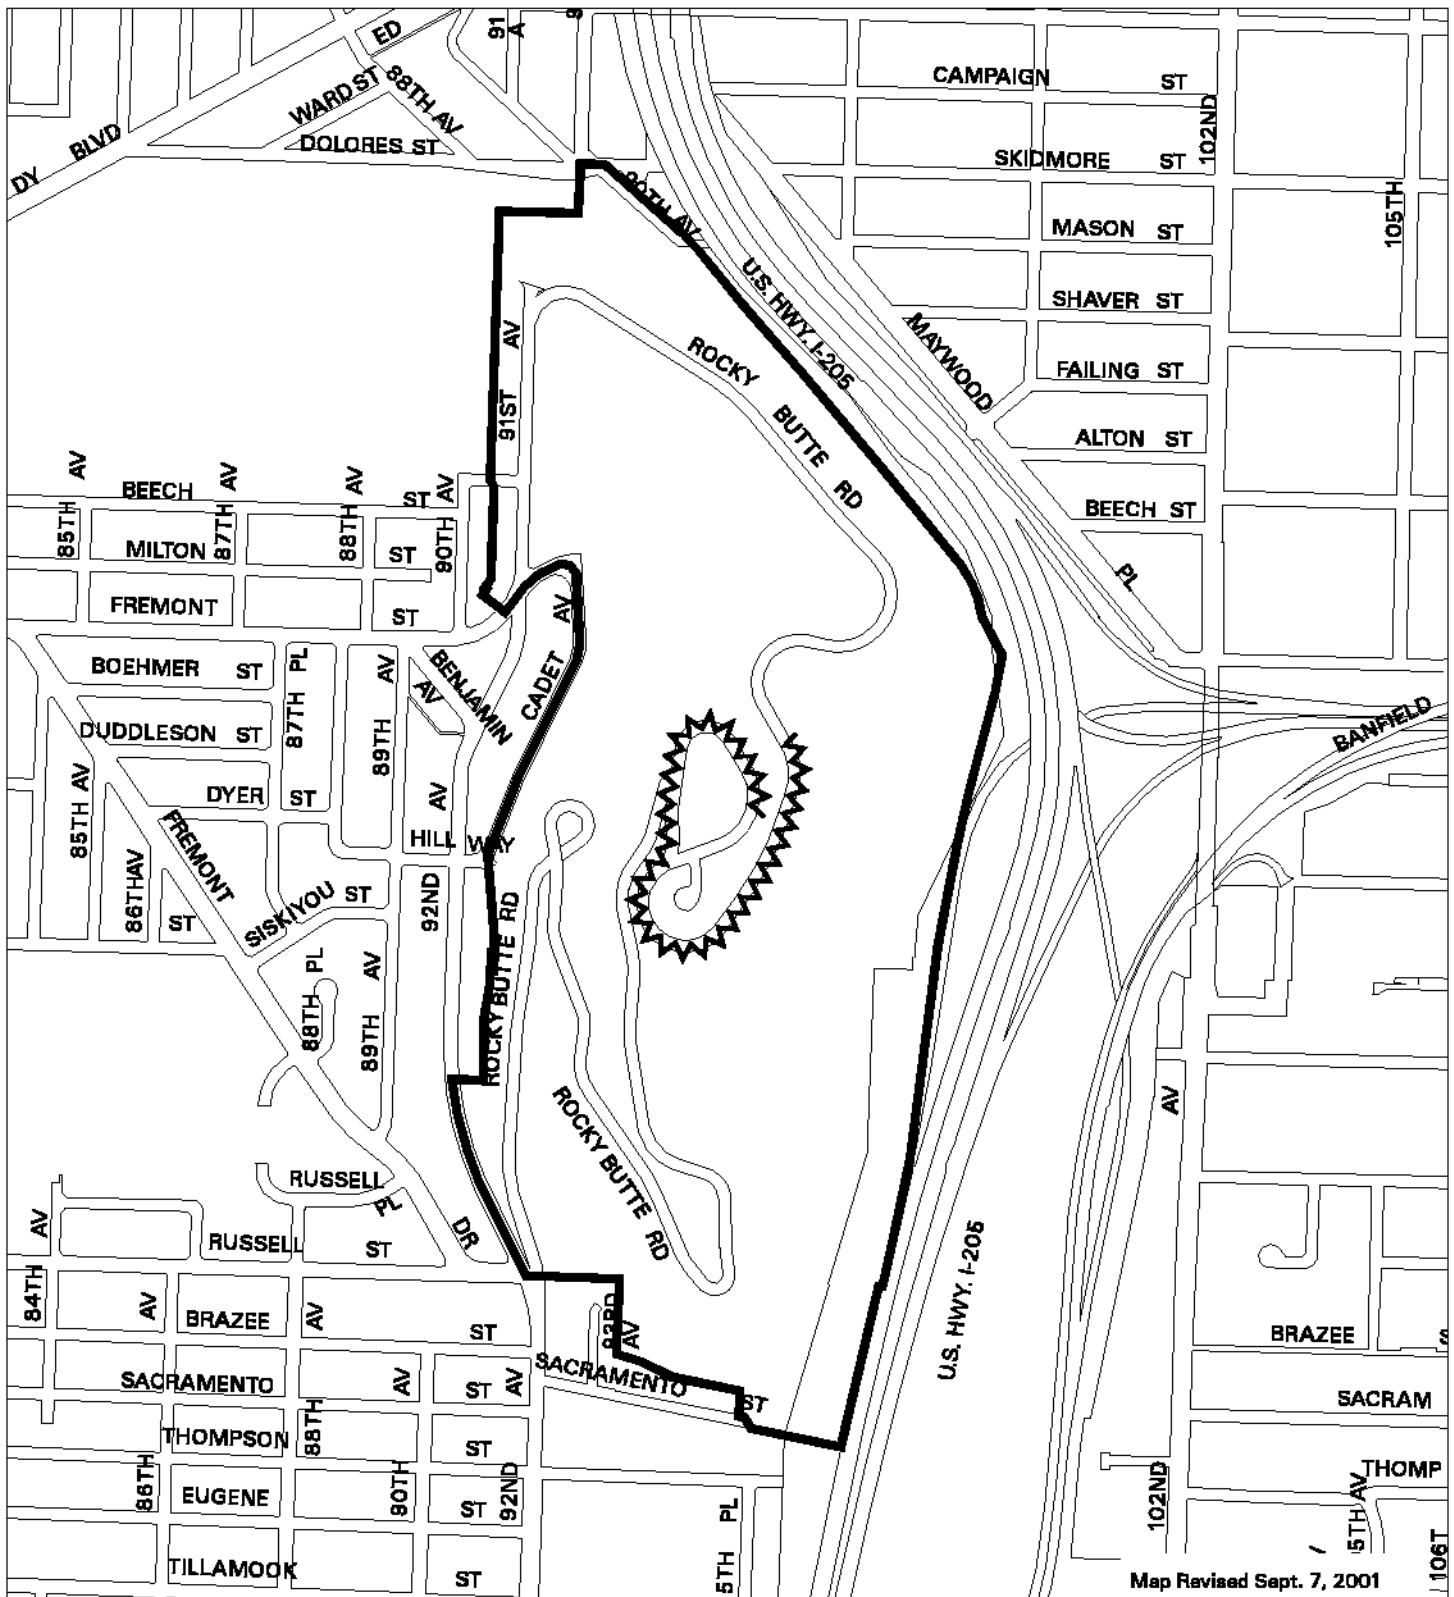 91
A
ED
WARD ST
88TH AV
BLVD
DY
DOLORES ST
CAMPAIGN ST
102ND
SKIDMORE ST
105TH
MASON ST
U.S. HWY. I-205
SHAVER ST
MAYWOOD
PL
FAILING ST
ALTON ST
BEECH ST
91ST AV
ROCKY BUTTE RD
85TH AV
87TH AV
88TH AV
90TH AV
BEECH ST
MILTON ST
FREMONT ST
BOEHMER ST
87TH PL
89TH AV
BENJAMIN
AV
CADET AV
DUDDLESON ST
BANFIELD
85TH AV
DYER ST
AV
FREMONT
HILL WAY
86TH AV
ST
SISKIYOU ST
92ND
ROCKY BUTTE RD
88TH PL
89TH AV
AV
ROCKY BUTTE RD
RUSSELL
PL
DR
AV
RUSSELL ST
U.S. HWY. I-205
84TH
AV
BRAZEE
AV
ST
93RD AV
BRAZEE
SACRAMENTO
AV
ST
AV
SACRAMENTO ST
SACRAM
THOMPSON
88TH
ST
THOMP
86TH
EUGENE
90TH
ST
92ND
PL
5TH
102ND
5TH AV
106T
TILLAMOOK
ST
Map Revised Sept. 7, 2001